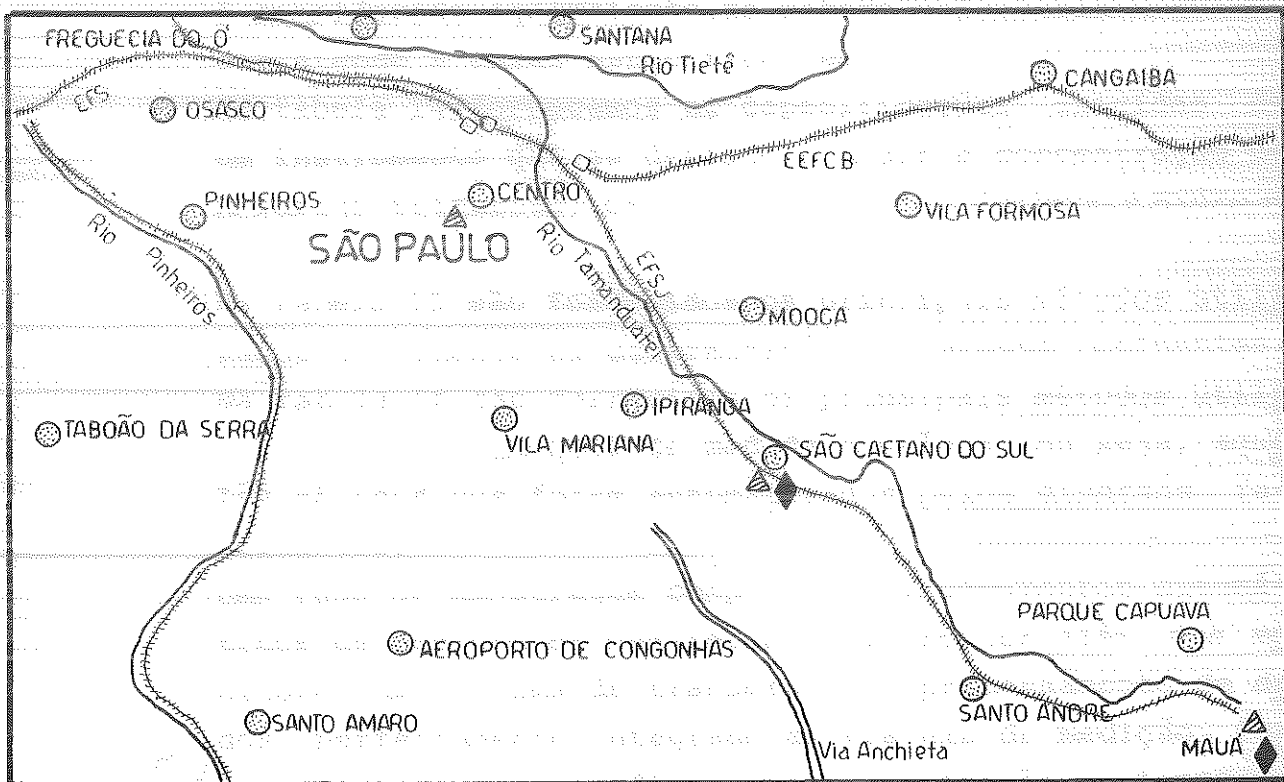 FREGUECIA DO O'
SANTANA
Rio Tietê
CANGAIBA
EFS
OSASCO
EEFCB
PINHEIROS
CENTRO
VILA FORMOSA
Rio Pinheiros
SÃO PAULO
Rio Tamanduateí
EFSJ
MOOCA
IPIRANGA
TABOÃO DA SERRA
VILA MARIANA
SÃO CAETANO DO SUL
PARQUE CAPUAVA
AEROPORTO DE CONGONHAS
SANTO ANDRE
SANTO AMARO
Via Anchieta
MAUA